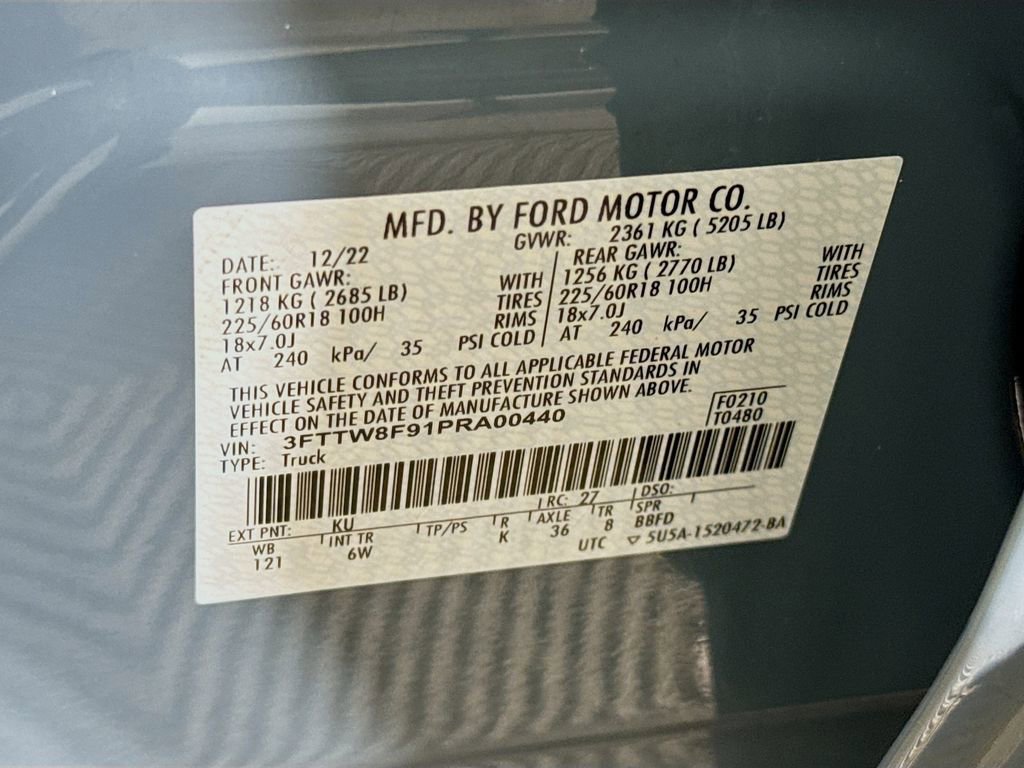 MFD. BY FORD MOTOR CO.
DATE: 12/22 GVWR: 2361 KG ( 5205 LB)
FRONT GAWR: REAR GAWR:
1218 KG ( 2685 LB) WITH 1256 KG ( 2770 LB) WITH
225/60R18 100H TIRES 225/60R18 100H TIRES
18x7.0J RIMS 18x7.0J RIMS
AT 240 kPa/ 35 PSI COLD AT 240 kPa/ 35 PSI COLD
THIS VEHICLE CONFORMS TO ALL APPLICABLE FEDERAL MOTOR
VEHICLE SAFETY AND THEFT PREVENTION STANDARDS IN
EFFECT ON THE DATE OF MANUFACTURE SHOWN ABOVE.
VIN: 3FTTW8F91PRA00440 F0210
TYPE: Truck T0480
EXT PNT: KU RC: 27 DSO:
WB INT TR TP/PS R AXLE TR SPR
121 6W K 36 8 BBFD
UTC ▽ 5U5A-1520472-BA